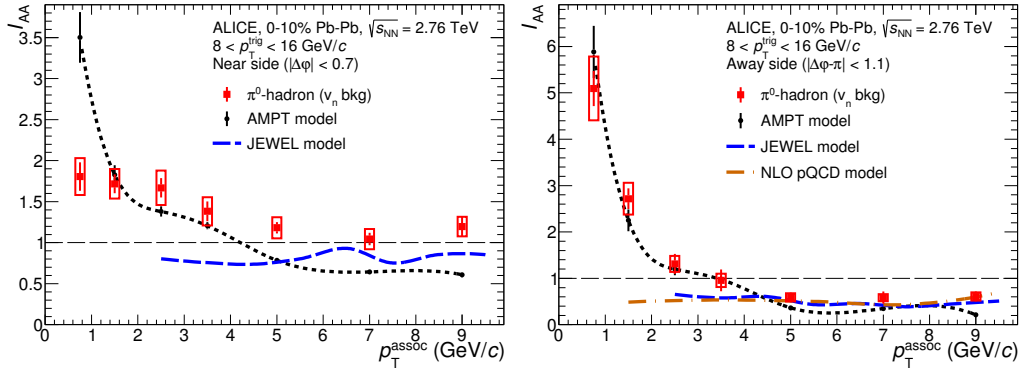 I_AA
ALICE, 0-10% Pb-Pb, √s_NN = 2.76 TeV
8 < p_T^trig < 16 GeV/c
Near side (|Δφ| < 0.7)
π⁰-hadron (v_n bkg)
AMPT model
JEWEL model
3.5
3
2.5
2
1.5
1
0.5
0
0 1 2 3 4 5 6 7 8 9
p_T^assoc (GeV/c)
I_AA
ALICE, 0-10% Pb-Pb, √s_NN = 2.76 TeV
8 < p_T^trig < 16 GeV/c
Away side (|Δφ-π| < 1.1)
π⁰-hadron (v_n bkg)
AMPT model
JEWEL model
NLO pQCD model
6
5
4
3
2
1
0
0 1 2 3 4 5 6 7 8 9
p_T^assoc (GeV/c)